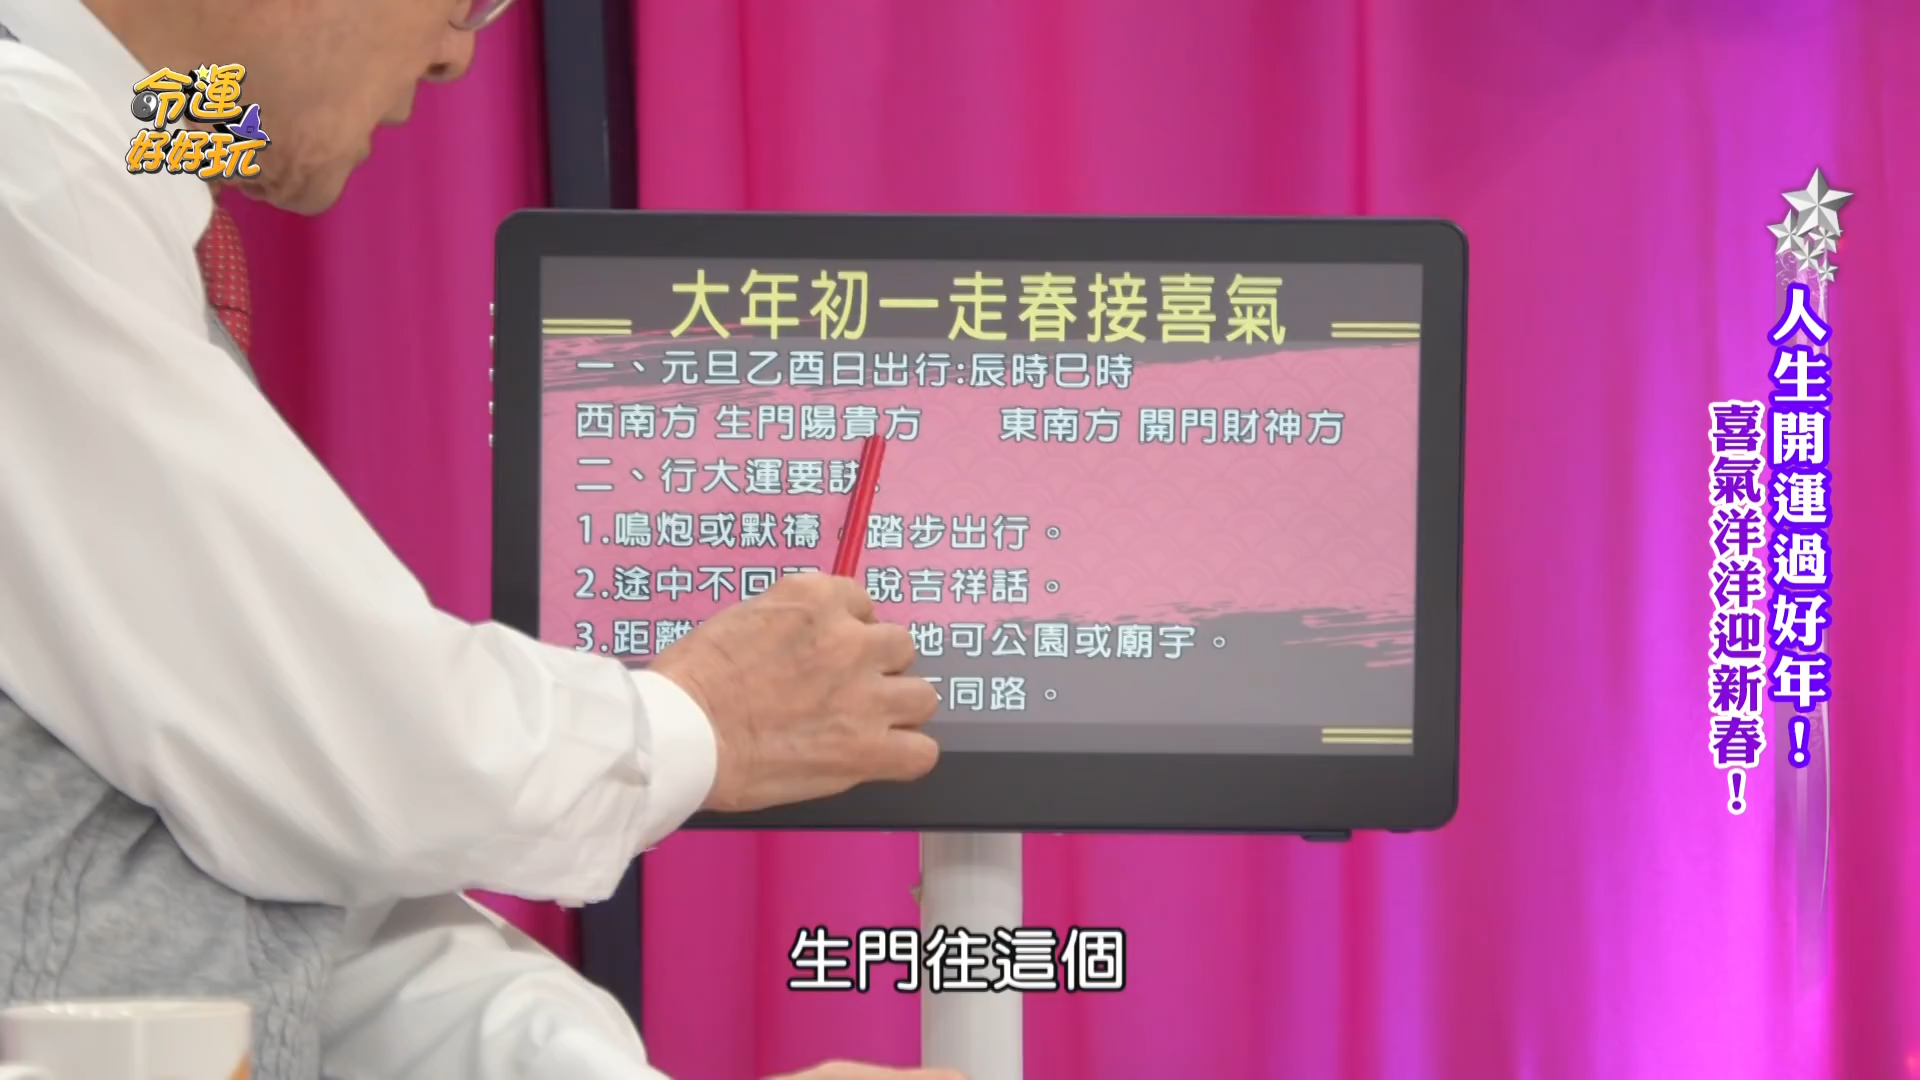 命運
好好玩
大年初一走春接喜氣
一、元旦乙酉日出行:辰時巳時
西南方 生門陽貴方 東南方 開門財神方
二、行大運要訣
1.鳴炮或默禱 踏步出行。
2.途中不回 說吉祥話。
3.距離 地可公園或廟宇。
不同路。
人生開運過好年！
喜氣洋洋迎新春！
生門往這個